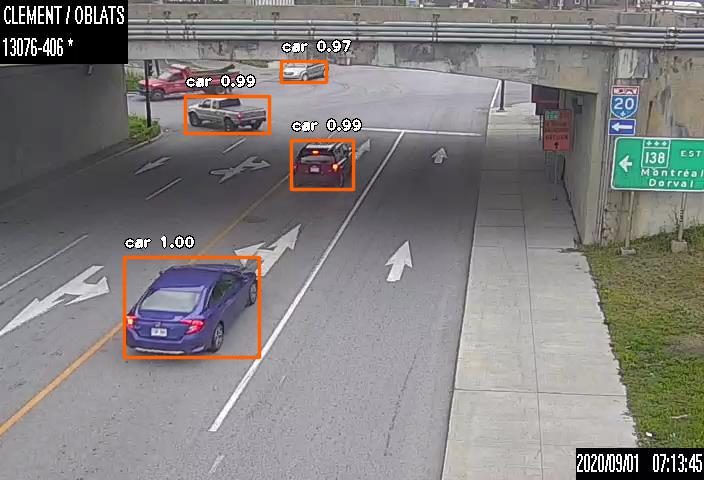 CLEMENT / OBLATS
13076-406 *
car 0.97
car 0.99
car 0.99
car 1.00
20
138 EST
Montréal
Dorval
2020/09/01 07:13:45